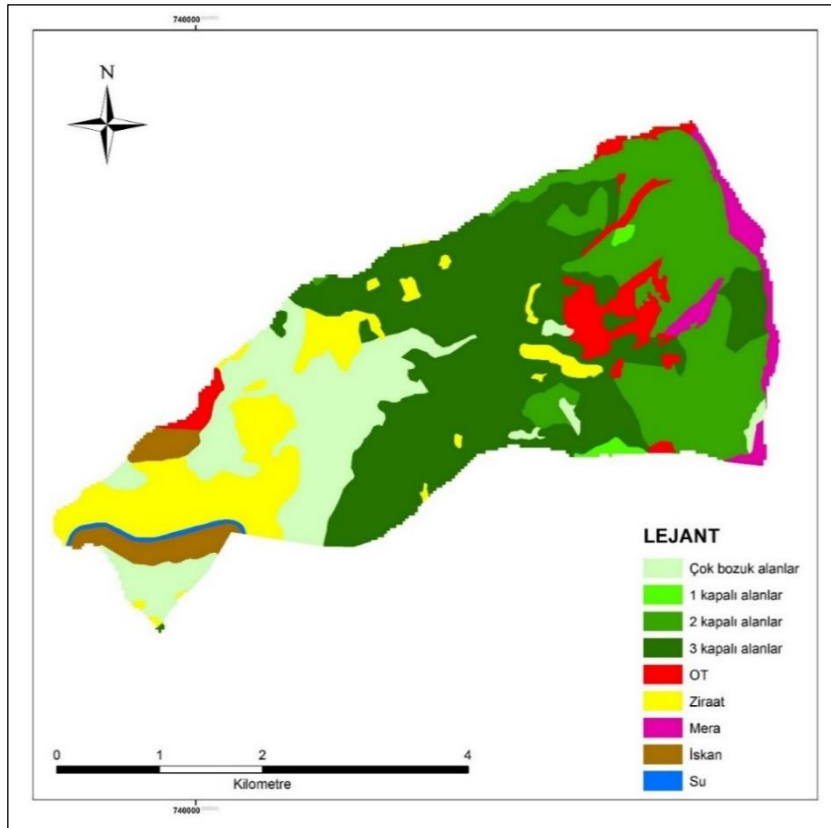 740000
N
LEJANT
Çok bozuk alanlar
1 kapalı alanlar
2 kapalı alanlar
3 kapalı alanlar
OT
Ziraat
Mera
İskan
Su
0 1 2 4
Kilometre
740000